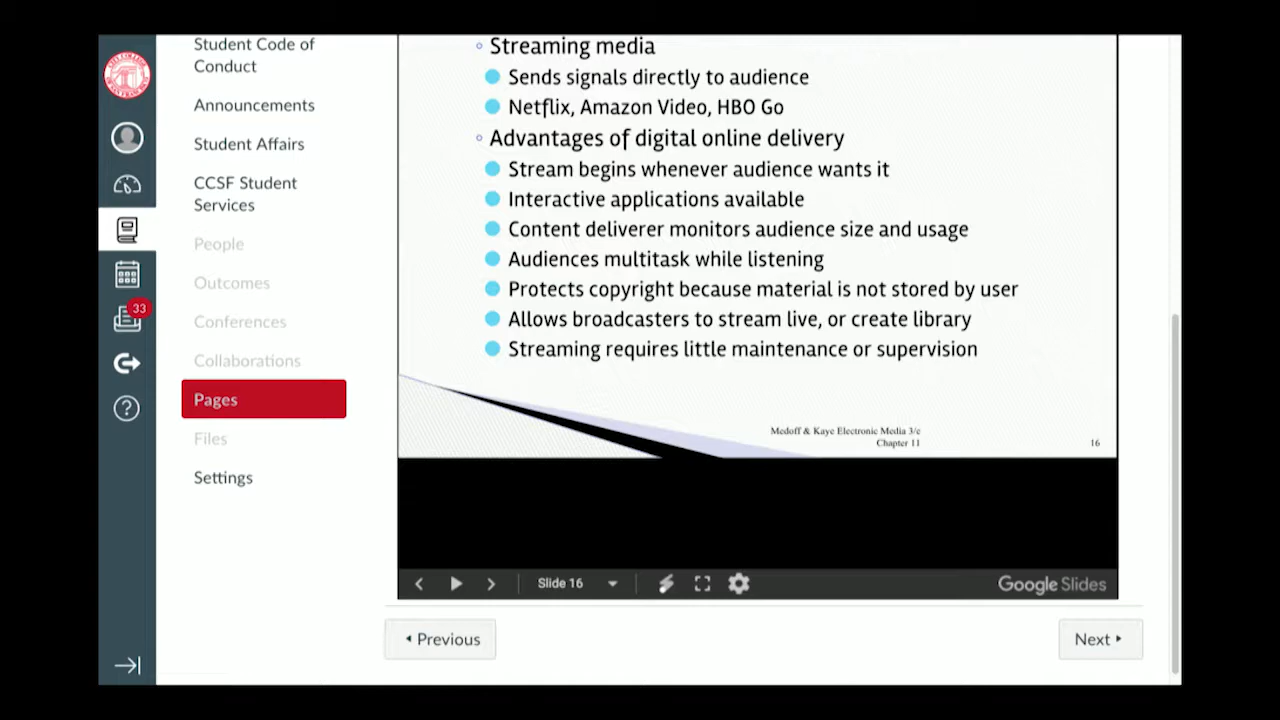 Student Code of
Conduct
Announcements
Student Affairs
CCSF Student
Services
People
Outcomes
Conferences
Collaborations
Pages
Files
Settings
33
Streaming media
Sends signals directly to audience
Netflix, Amazon Video, HBO Go
Advantages of digital online delivery
Stream begins whenever audience wants it
Interactive applications available
Content deliverer monitors audience size and usage
Audiences multitask while listening
Protects copyright because material is not stored by user
Allows broadcasters to stream live, or create library
Streaming requires little maintenance or supervision
Medoff & Kaye Electronic Media 3/e
Chapter 11
16
Slide 16
Google Slides
Previous
Next